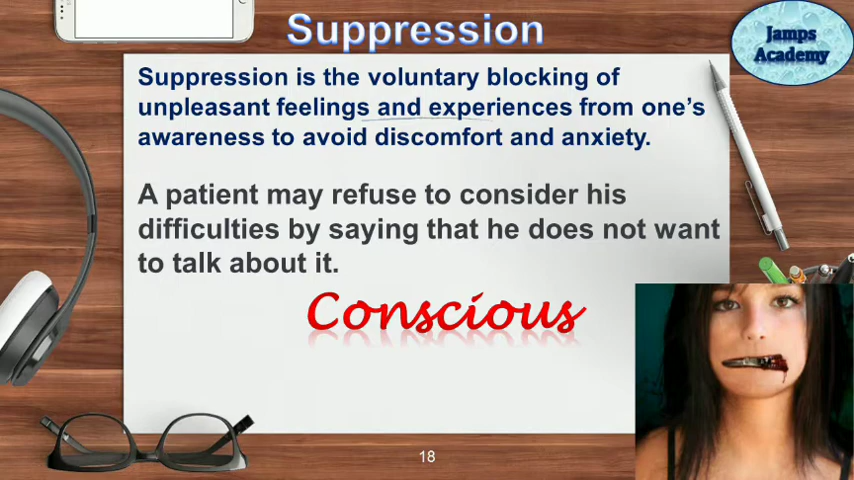 Suppression
Jamps
Academy
Suppression is the voluntary blocking of
unpleasant feelings and experiences from one's
awareness to avoid discomfort and anxiety.
A patient may refuse to consider his
difficulties by saying that he does not want
to talk about it.
Conscious
18